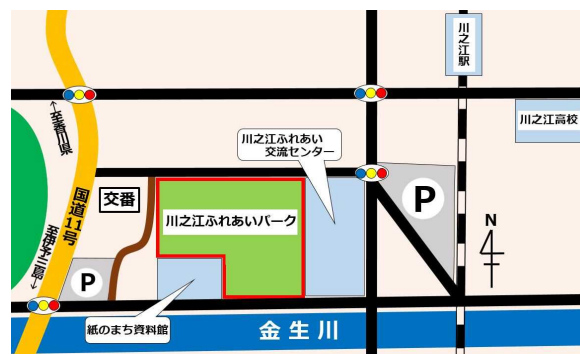 川之江駅
川之江高校
←至香川県
川之江ふれあい
交流センター
国道11号
交番
川之江ふれあいパーク
P
N
至伊予三島→
P
紙のまち資料館
金生川